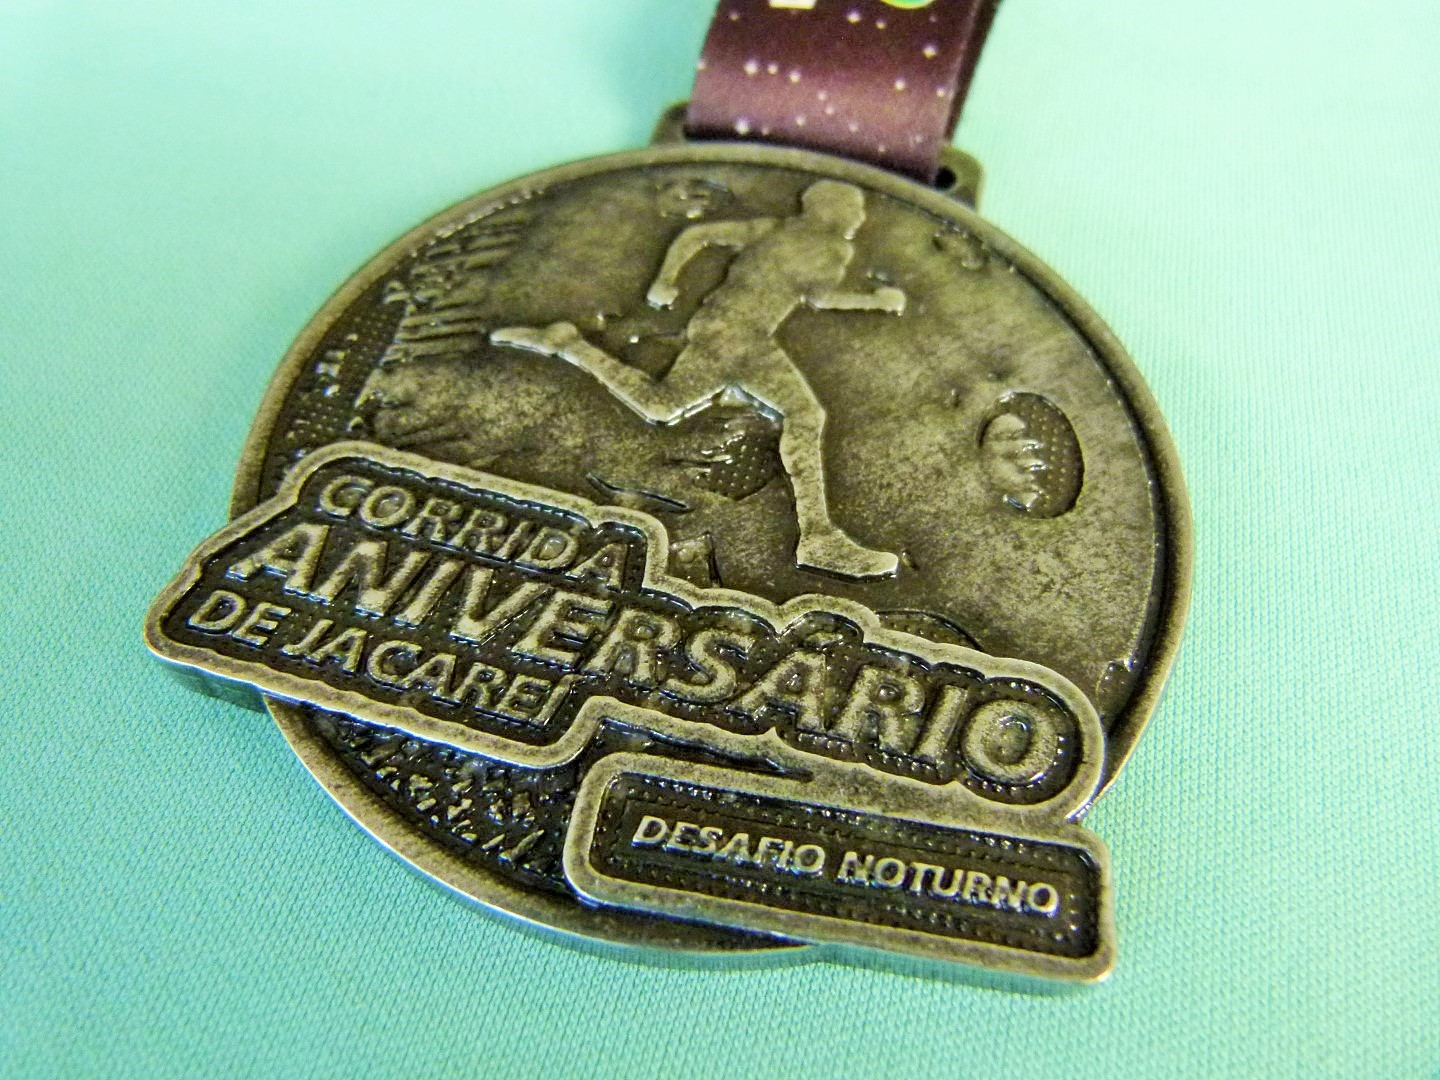 CORRIDA
ANIVERSÁRIO
DE JACAREÍ
DESAFIO NOTURNO